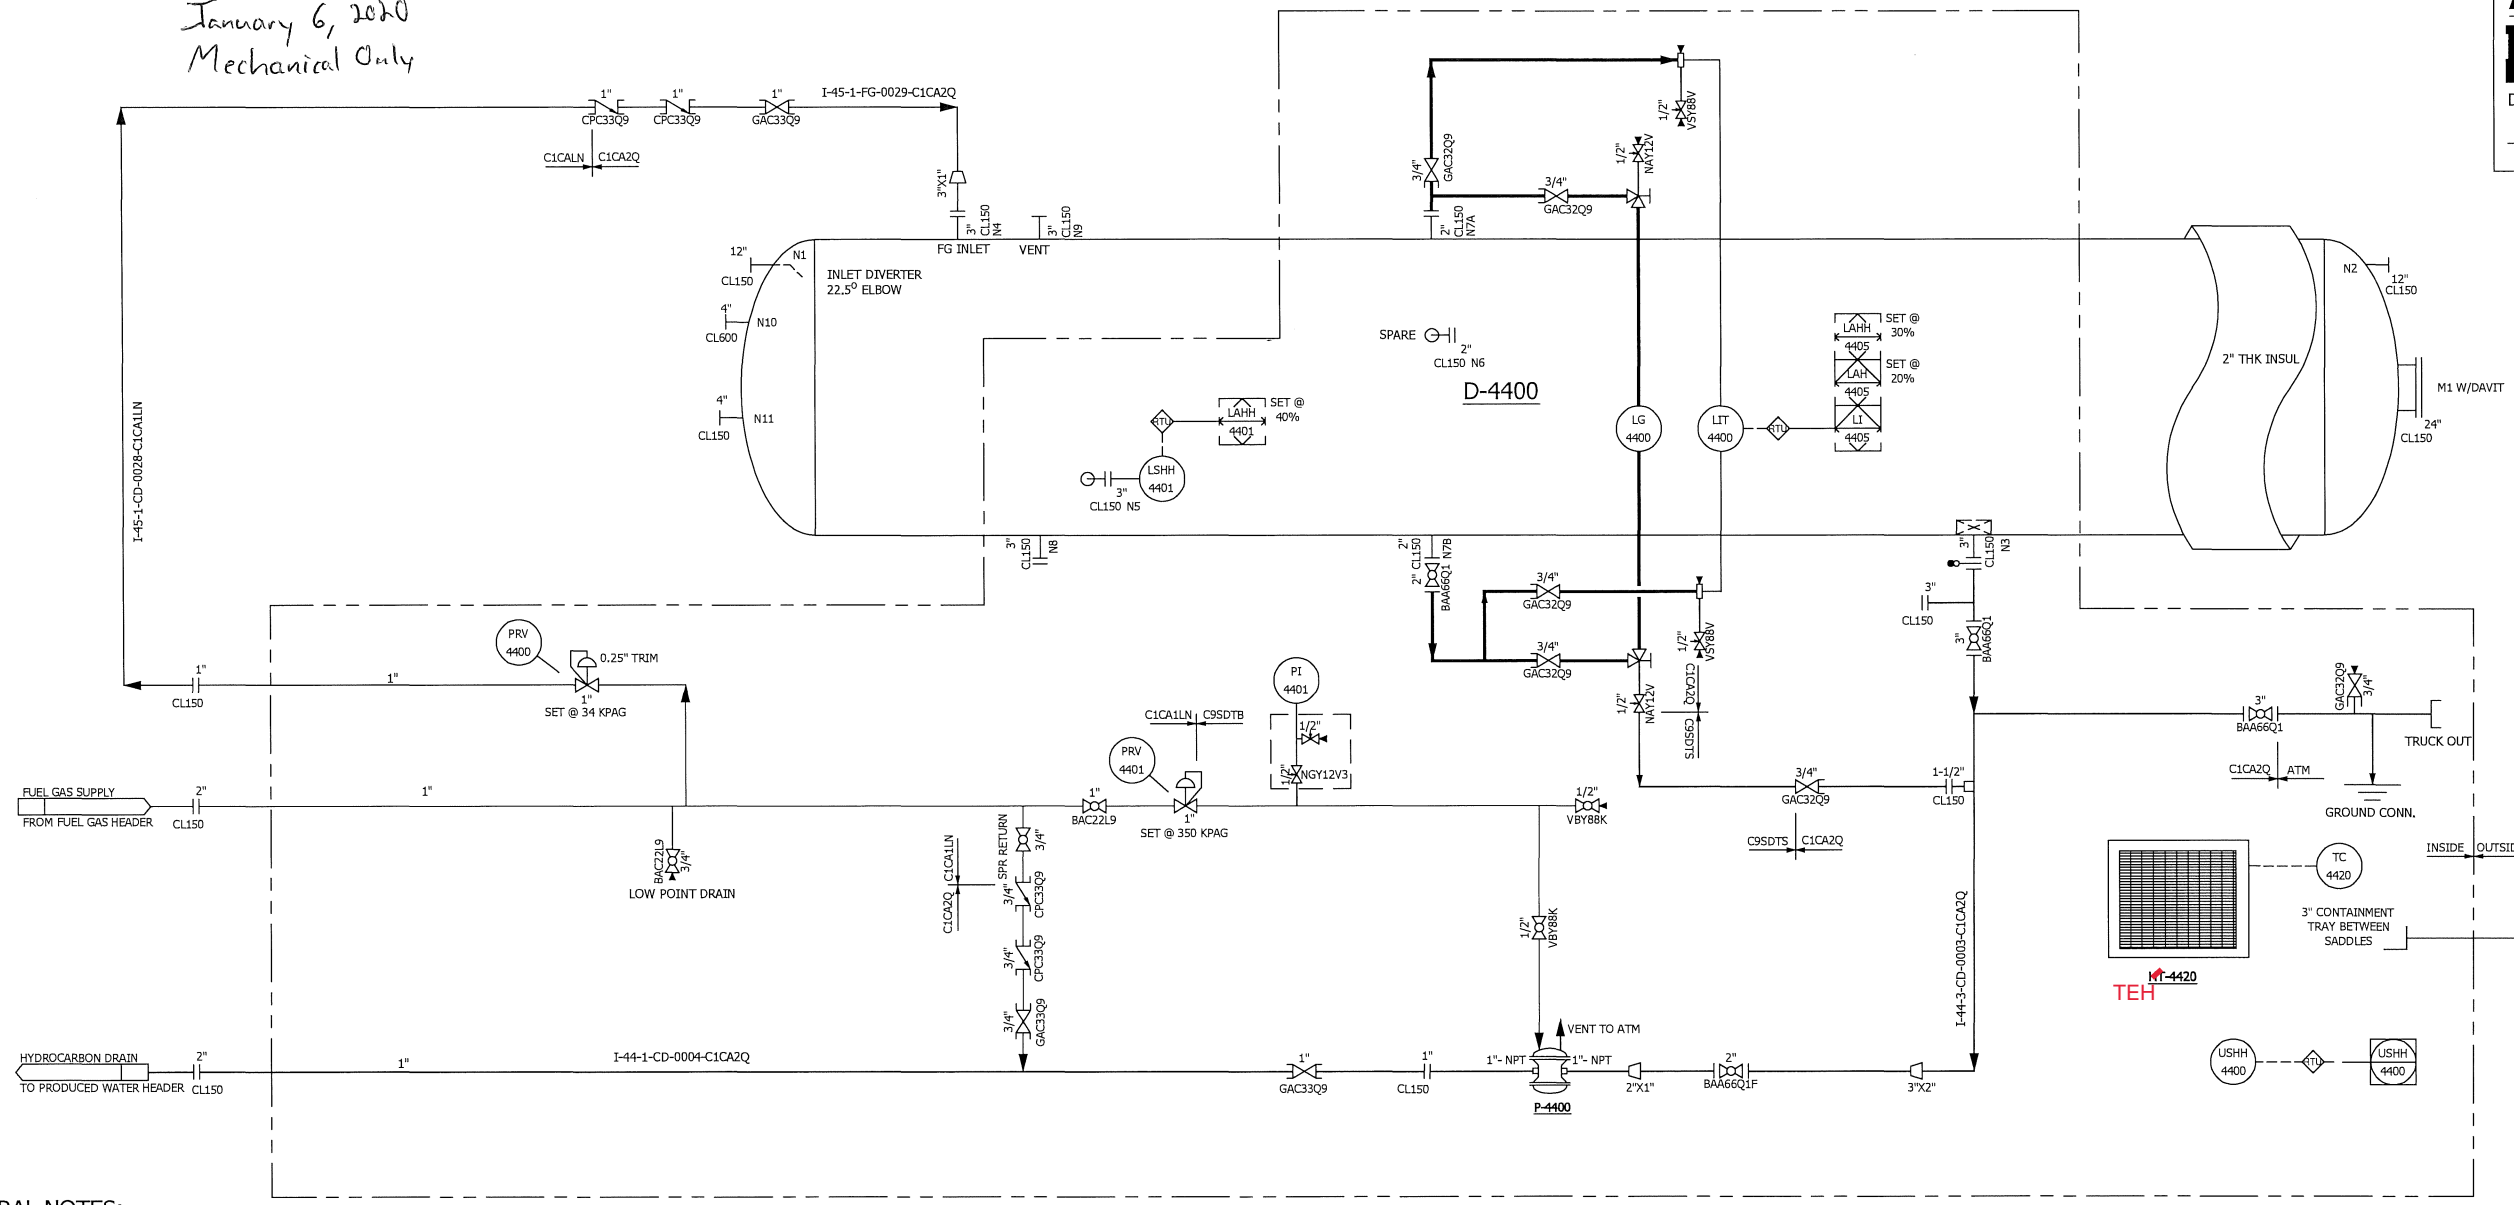 January 6, 2020
Mechanical Only
1"
CPC33Q9
1"
CPC33Q9
1"
GAC33Q9
I-45-1-FG-0029-C1CA2Q
C1CALN
C1CA2Q
3"X1"
3"
CL150
N4
3"
CL150
N9
FG INLET
VENT
12"
CL150
N1
INLET DIVERTER
22.5° ELBOW
4"
CL600
N10
4"
CL150
N11
I-45-1-CD-0028-C1CA1LN
3/4"
GAC32Q9
3/4"
GAC32Q9
2"
CL150
N7A
1/2"
NAY12V
1/2"
VSY88V
SPARE
2"
CL150 N6
D-4400
RTU
LAHH
4401
SET @
40%
LSHH
4401
3"
CL150 N5
LG
4400
LIT
4400
RTU
LAHH
4405
SET @
30%
LAH
4405
SET @
20%
LI
4405
2" THK INSUL
N2
12"
CL150
M1 W/DAVIT
24"
CL150
3"
CL150
N8
2"
CL150
N7B
2"
BAA66Q1
3/4"
GAC32Q9
3/4"
GAC32Q9
1/2"
VSY88V
1/2"
NAY12V
C1CA2Q
C9SDTS
3"
CL150
N3
3"
CL150
3"
BAA66Q1
PRV
4400
0.25" TRIM
1"
SET @ 34 KPAG
1"
CL150
1"
PI
4401
1/2"
1/2"
NGY12V3
C1CA1LN
C9SDTB
PRV
4401
1"
SET @ 350 KPAG
1"
BAC22L9
1/2"
VBY88K
FUEL GAS SUPPLY
FROM FUEL GAS HEADER
2"
CL150
1"
BAC22L9
3/4"
LOW POINT DRAIN
SPR RETURN
3/4"
C1CA1LN
C1CA2Q
3/4"
CPC33Q9
3/4"
CPC33Q9
3/4"
GAC33Q9
1/2"
VBY88K
3/4"
GAC32Q9
1-1/2"
CL150
C9SDTS
C1CA2Q
3"
BAA66Q1
GAC32Q9
3/4"
TRUCK OUT
C1CA2Q
ATM
GROUND CONN.
INSIDE
TC
4420
3" CONTAINMENT
TRAY BETWEEN
SADDLES
HT-4420
TEH
I-44-3-CD-0003-C1CA2Q
HYDROCARBON DRAIN
TO PRODUCED WATER HEADER
2"
CL150
1"
I-44-1-CD-0004-C1CA2Q
1"
GAC33Q9
1"
CL150
VENT TO ATM
1"- NPT
1"- NPT
P-4400
2"X1"
2"
BAA66Q1F
3"X2"
USHH
4400
RTU
USHH
4400